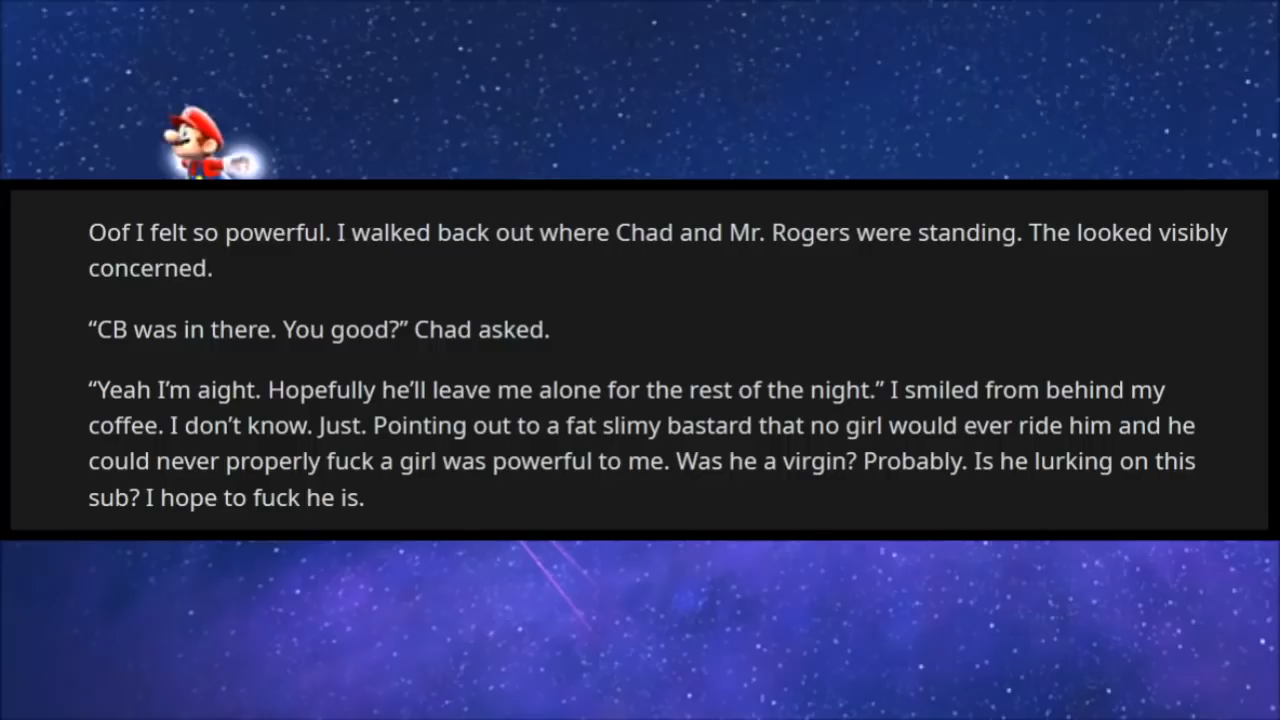 Oof I felt so powerful. I walked back out where Chad and Mr. Rogers were standing. The looked visibly
concerned.
“CB was in there. You good?” Chad asked.
“Yeah I’m aight. Hopefully he’ll leave me alone for the rest of the night.” I smiled from behind my
coffee. I don’t know. Just. Pointing out to a fat slimy bastard that no girl would ever ride him and he
could never properly fuck a girl was powerful to me. Was he a virgin? Probably. Is he lurking on this
sub? I hope to fuck he is.